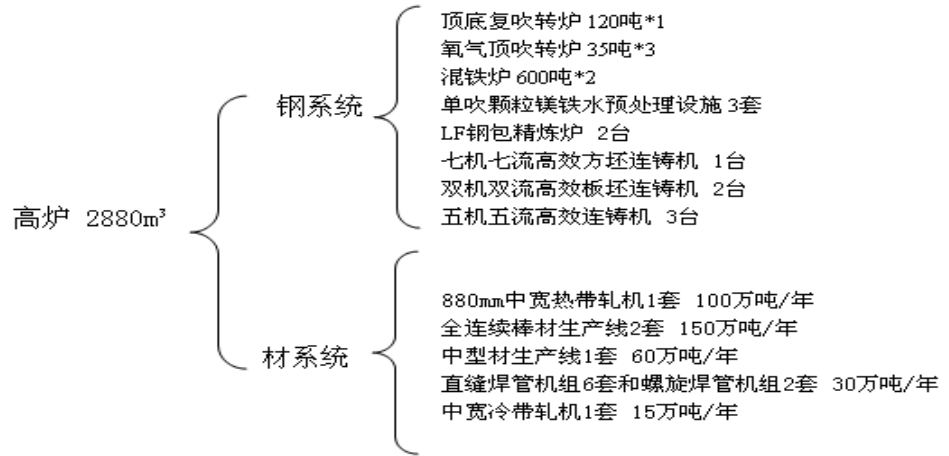 高炉 2880m³
钢系统
顶底复吹转炉 120吨*1
氧气顶吹转炉 35吨*3
混铁炉 600吨*2
单吹颗粒镁铁水预处理设施 3套
LF钢包精炼炉 2台
七机七流高效方坯连铸机 1台
双机双流高效板坯连铸机 2台
五机五流高效连铸机 3台
材系统
880mm中宽热带轧机1套 100万吨/年
全连续棒材生产线2套 150万吨/年
中型材生产线1套 60万吨/年
直缝焊管机组6套和螺旋焊管机组2套 30万吨/年
中宽冷带轧机1套 15万吨/年